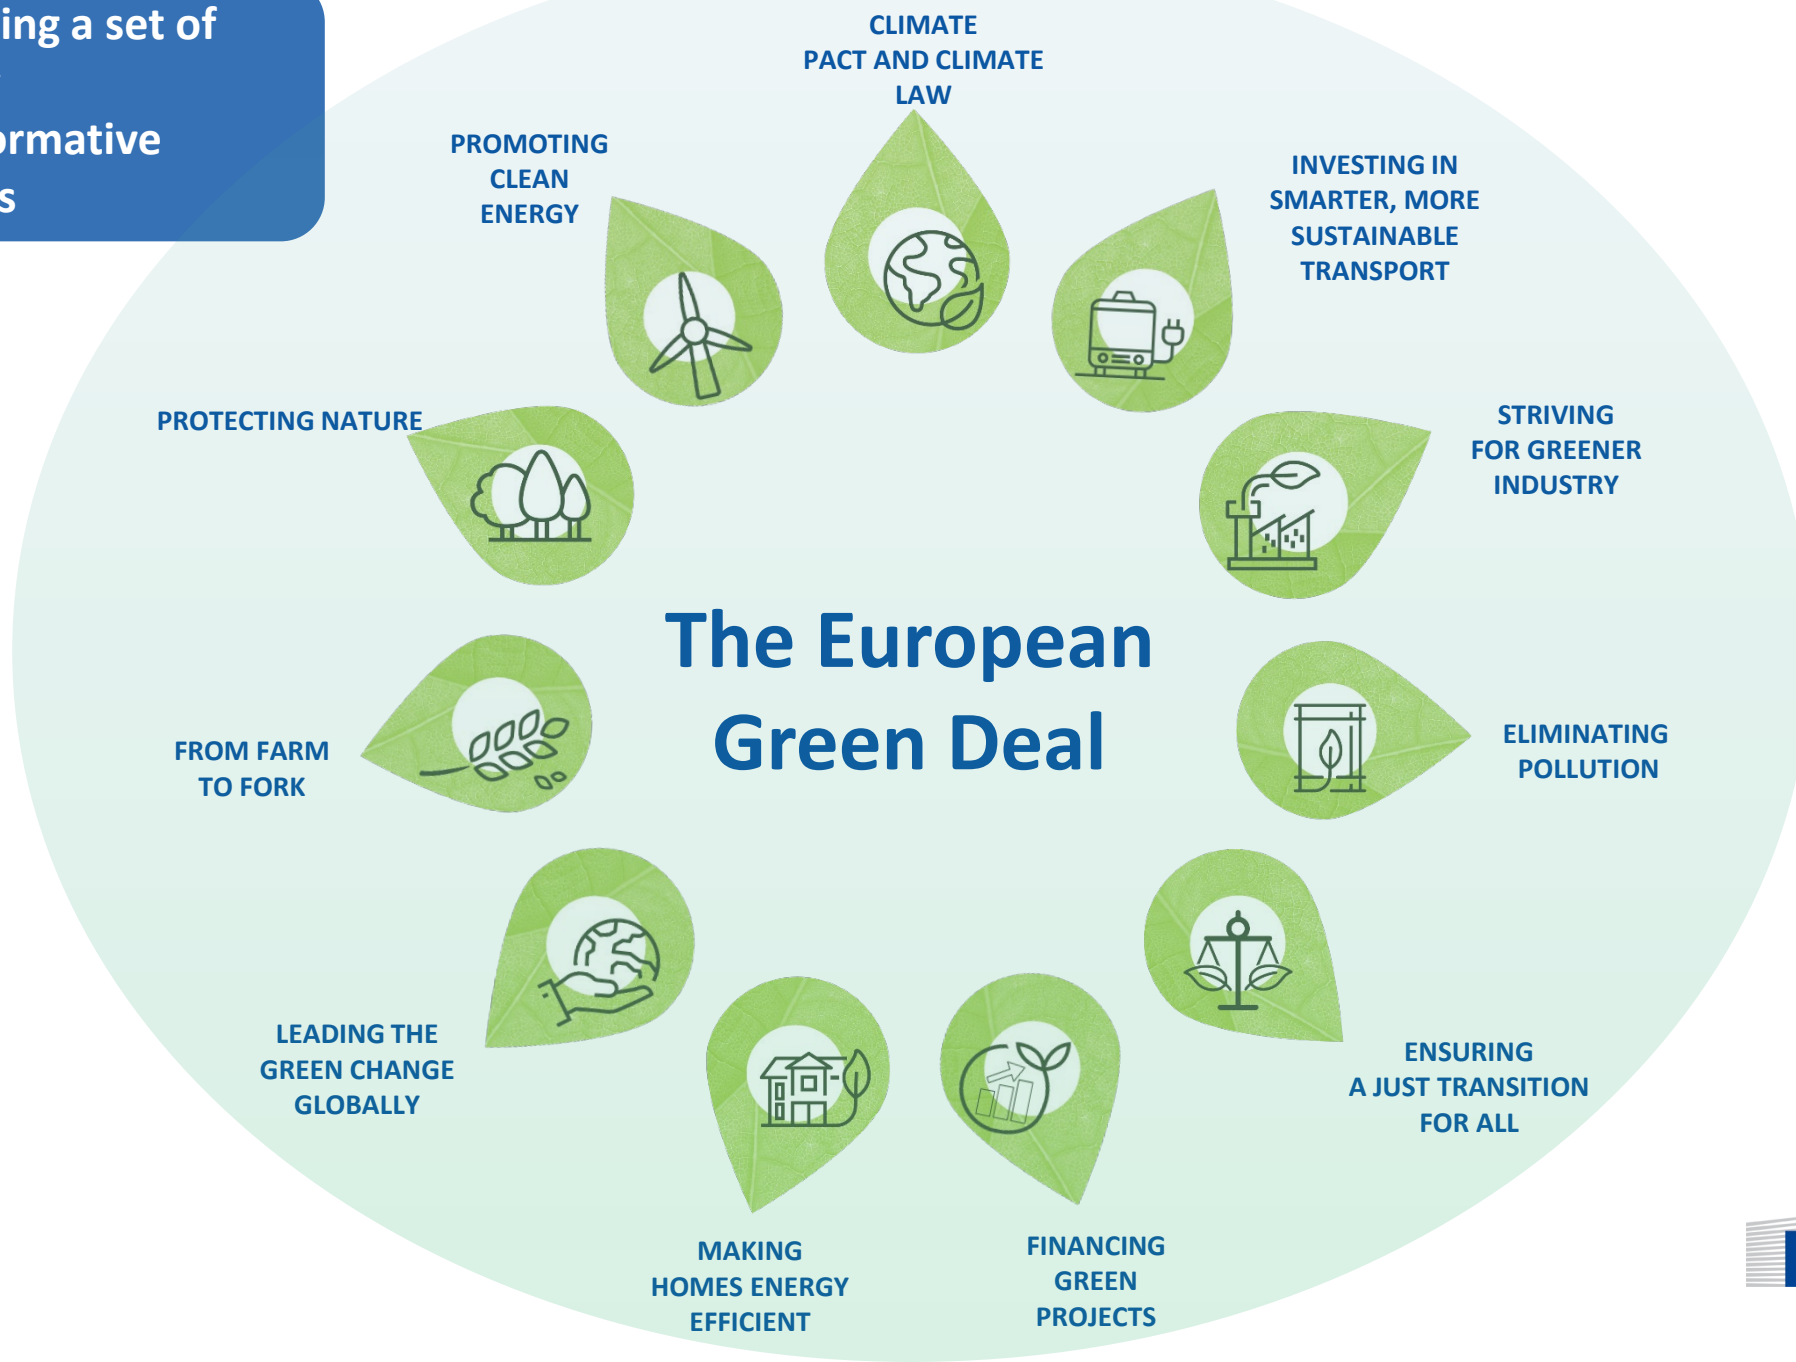 ing a set of
CLIMATE
PACT AND CLIMATE
LAW
PROMOTING
CLEAN
ENERGY
INVESTING IN
SMARTER, MORE
SUSTAINABLE
TRANSPORT
PROTECTING NATURE
STRIVING
FOR GREENER
INDUSTRY
The European
Green Deal
FROM FARM
TO FORK
ELIMINATING
POLLUTION
LEADING THE
GREEN CHANGE
GLOBALLY
ENSURING
A JUST TRANSITION
FOR ALL
MAKING
HOMES ENERGY
EFFICIENT
FINANCING
GREEN
PROJECTS